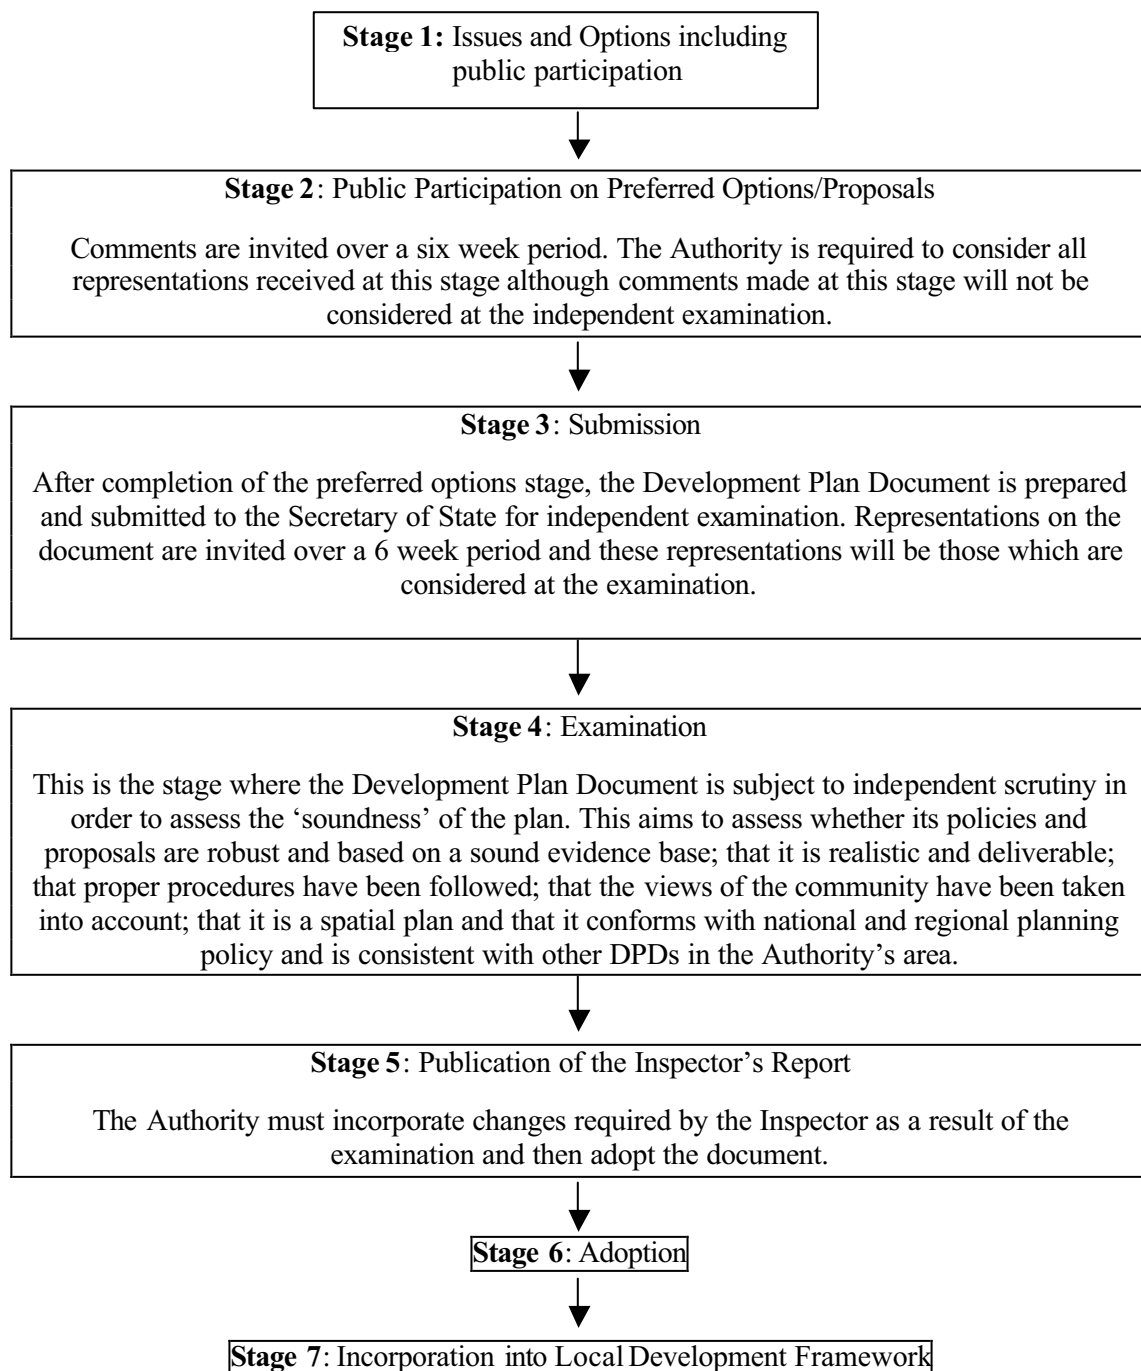 Stage 1: Issues and Options including
public participation
Stage 2: Public Participation on Preferred Options/Proposals
Comments are invited over a six week period. The Authority is required to consider all
representations received at this stage although comments made at this stage will not be
considered at the independent examination.
Stage 3: Submission
After completion of the preferred options stage, the Development Plan Document is prepared
and submitted to the Secretary of State for independent examination. Representations on the
document are invited over a 6 week period and these representations will be those which are
considered at the examination.
Stage 4: Examination
This is the stage where the Development Plan Document is subject to independent scrutiny in
order to assess the ‘soundness’ of the plan. This aims to assess whether its policies and
proposals are robust and based on a sound evidence base; that it is realistic and deliverable;
that proper procedures have been followed; that the views of the community have been taken
into account; that it is a spatial plan and that it conforms with national and regional planning
policy and is consistent with other DPDs in the Authority’s area.
Stage 5: Publication of the Inspector’s Report
The Authority must incorporate changes required by the Inspector as a result of the
examination and then adopt the document.
Stage 6: Adoption
Stage 7: Incorporation into Local Development Framework